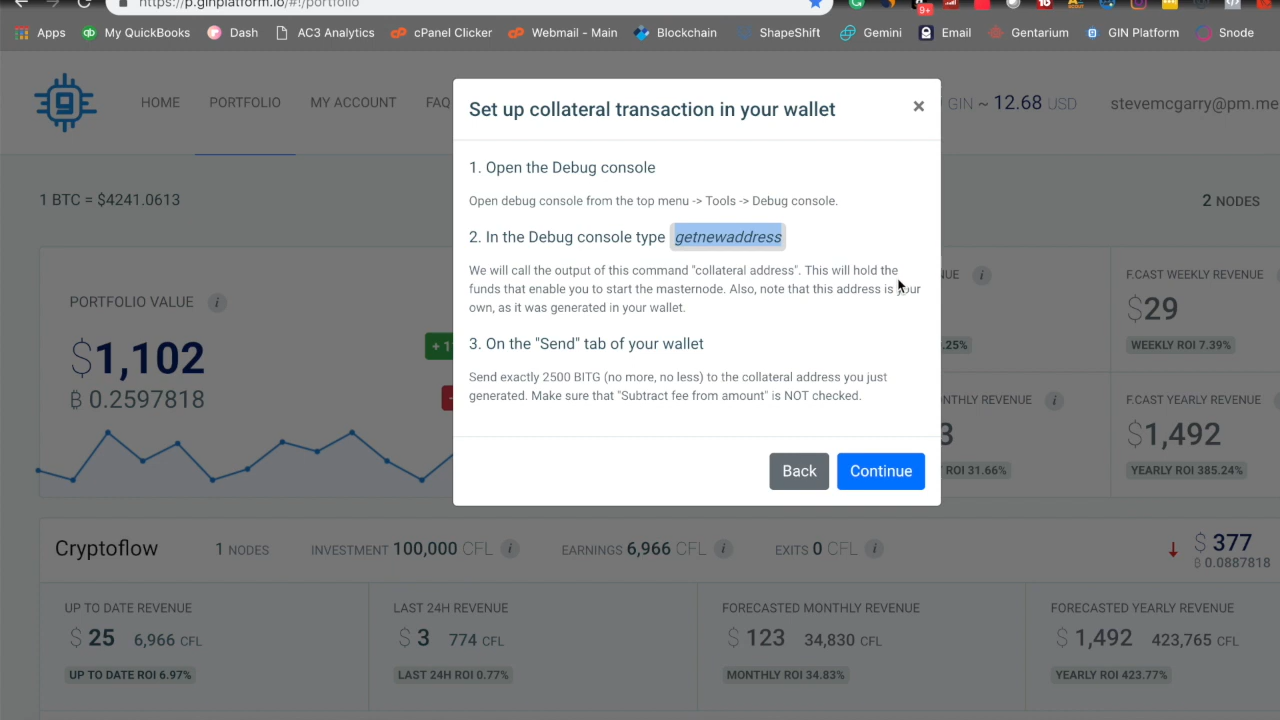 https://p.ginplatform.io/#!/portfolio
9+
10
Apps My QuickBooks Dash AC3 Analytics cPanel Clicker Webmail - Main Blockchain ShapeShift Gemini Email Gentarium GIN Platform Snode
HOME PORTFOLIO MY ACCOUNT FAQ
GIN ~ 12.68 USD stevemcgarry@pm.me
Set up collateral transaction in your wallet ×
1. Open the Debug console
Open debug console from the top menu -> Tools -> Debug console.
2. In the Debug console type getnewaddress
We will call the output of this command "collateral address". This will hold the
funds that enable you to start the masternode. Also, note that this address is your
own, as it was generated in your wallet.
3. On the "Send" tab of your wallet
Send exactly 2500 BITG (no more, no less) to the collateral address you just
generated. Make sure that "Subtract fee from amount" is NOT checked.
Back Continue
1 BTC = $4241.0613
2 NODES
PORTFOLIO VALUE i
$1,102
฿ 0.2597818
i
F.CAST WEEKLY REVENUE
$29
WEEKLY ROI 7.39%
i
F.CAST YEARLY REVENUE
$1,492
ROI 31.66%
YEARLY ROI 385.24%
Cryptoflow 1 NODES INVESTMENT 100,000 CFL i EARNINGS 6,966 CFL i EXITS 0 CFL i $ 377
฿ 0.0887818
UP TO DATE REVENUE LAST 24H REVENUE FORECASTED MONTHLY REVENUE FORECASTED YEARLY REVENUE
$ 25 6,966 CFL $ 3 774 CFL $ 123 34,830 CFL $ 1,492 423,765 CFL
UP TO DATE ROI 6.97% LAST 24H ROI 0.77% MONTHLY ROI 34.83% YEARLY ROI 423.77%